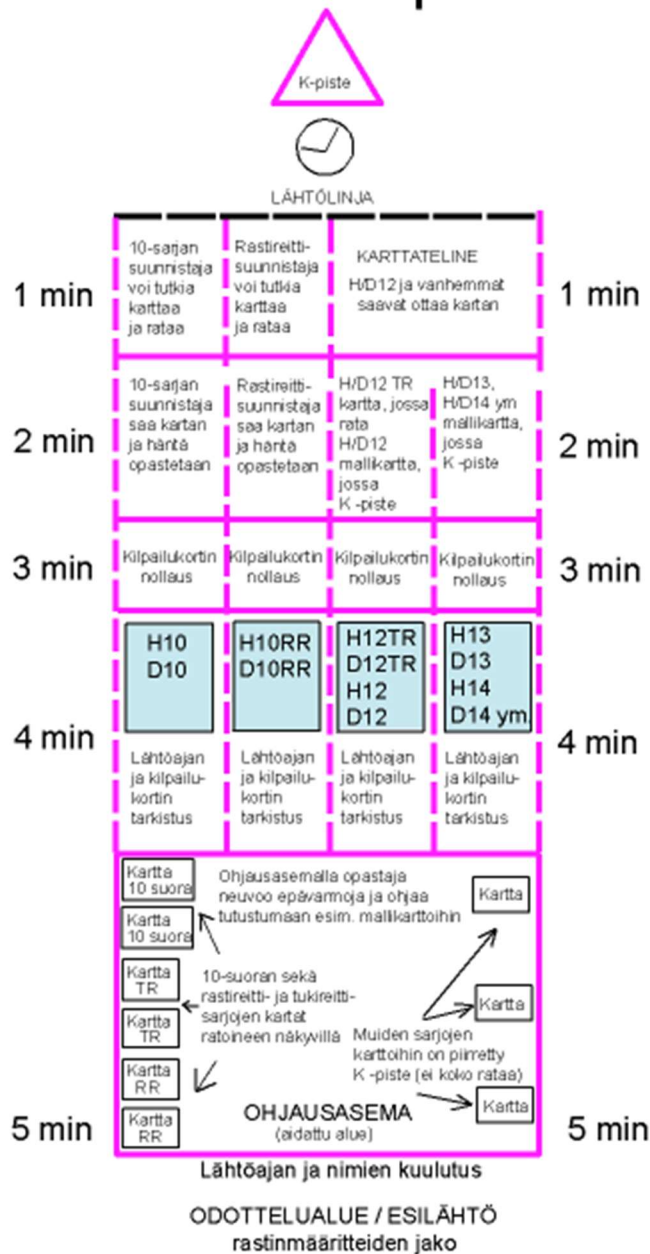 K-piste
LÄHTÖLINJA
1 min
10-sarjan
suunnistaja
voi tutkia
karttaa
ja rataa
Rastireitti-
suunnistaja
voi tutkia
karttaa
ja rataa
KARTTATELINE
H/D12 ja vanhemmat
saavat ottaa kartan
1 min
2 min
10-sarjan
suunnistaja
saa kartan
ja häntä
opastetaan
Rastireitti-
suunnistaja
saa kartan
ja häntä
opastetaan
H/D12 TR
kartta, jossa
rata
H/D12
mallikartta,
jossa
K -piste
H/D13,
H/D14 ym
mallikartta,
jossa
K -piste
2 min
3 min
Kilpailukortin
nollaus
Kilpailukortin
nollaus
Kilpailukortin
nollaus
Kilpailukortin
nollaus
3 min
4 min
H10
D10
H10RR
D10RR
H12TR
D12TR
H12
D12
H13
D13
H14
D14 ym.
4 min
Lähtöajan
ja kilpailu-
kortin
tarkistus
Lähtöajan
ja kilpailu-
kortin
tarkistus
Lähtöajan
ja kilpailu-
kortin
tarkistus
Lähtöajan
ja kilpailu-
kortin
tarkistus
Kartta
10 suora
Kartta
10 suora
Kartta
TR
Kartta
TR
Kartta
RR
Kartta
RR
Ohjausasemalla opastaja
neuvoo epävarmoja ja ohjaa
tutustumaan esim. mallikarttoihin
10-suoran sekä
rastireitti- ja tukireitti-
sarjojen kartat
ratoineen näkyvillä
Muiden sarjojen
karttoihin on piirretty
K -piste (ei koko rataa)
Kartta
Kartta
Kartta
5 min
OHJAUSASEMA
(aidattu alue)
5 min
Lähtöajan ja nimien kuulutus
ODOTTELUALUE / ESILÄHTÖ
rastinmääritteiden jako